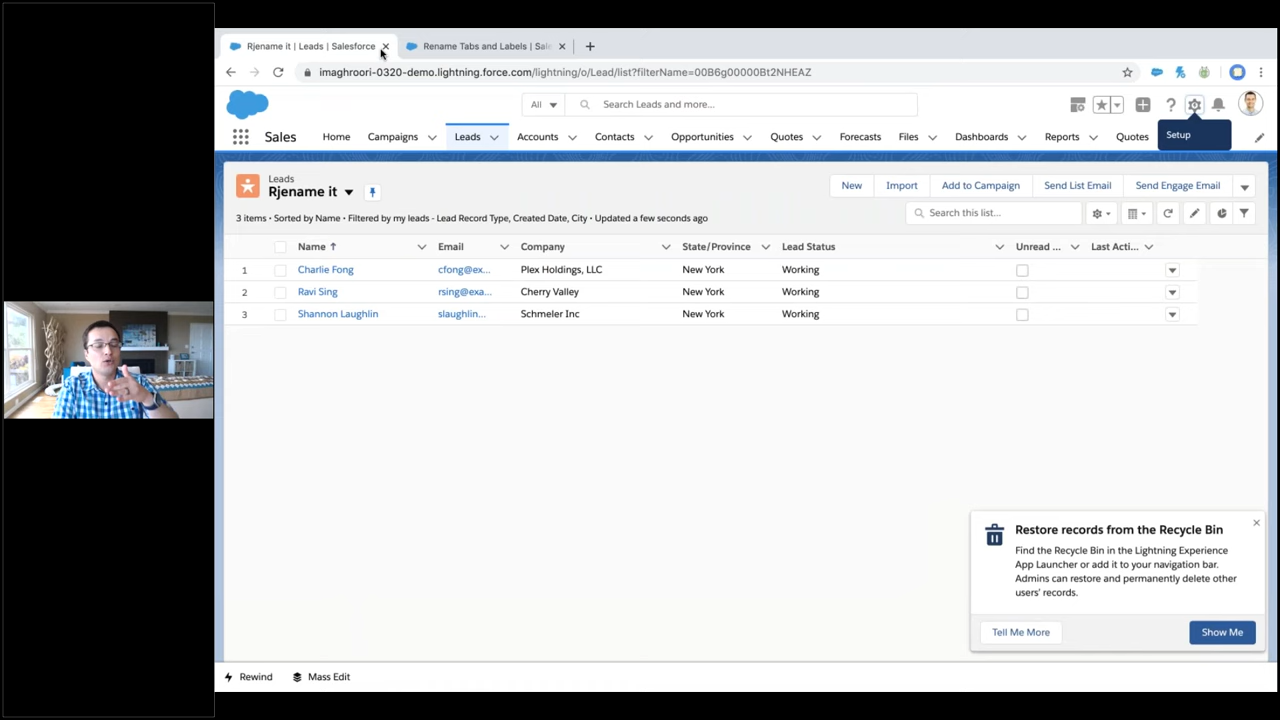 Rjename it | Leads | Salesforce
Rename Tabs and Labels | Sal
imaghroori-0320-demo.lightning.force.com/lightning/o/Lead/list?filterName=00B6g00000Bt2NHEAZ
All
Search Leads and more...
Sales
Home
Campaigns
Leads
Accounts
Contacts
Opportunities
Quotes
Forecasts
Files
Dashboards
Reports
Quotes
Setup
Leads
Rjename it
New
Import
Add to Campaign
Send List Email
Send Engage Email
3 items • Sorted by Name • Filtered by my leads - Lead Record Type, Created Date, City • Updated a few seconds ago
Search this list...
Name Email Company State/Province Lead Status Unread ... Last Acti...
1 Charlie Fong cfong@ex... Plex Holdings, LLC New York Working
2 Ravi Sing rsing@exa... Cherry Valley New York Working
3 Shannon Laughlin slaughlin... Schmeler Inc New York Working
Restore records from the Recycle Bin
Find the Recycle Bin in the Lightning Experience
App Launcher or add it to your navigation bar.
Admins can restore and permanently delete other
users' records.
Tell Me More
Show Me
Rewind
Mass Edit